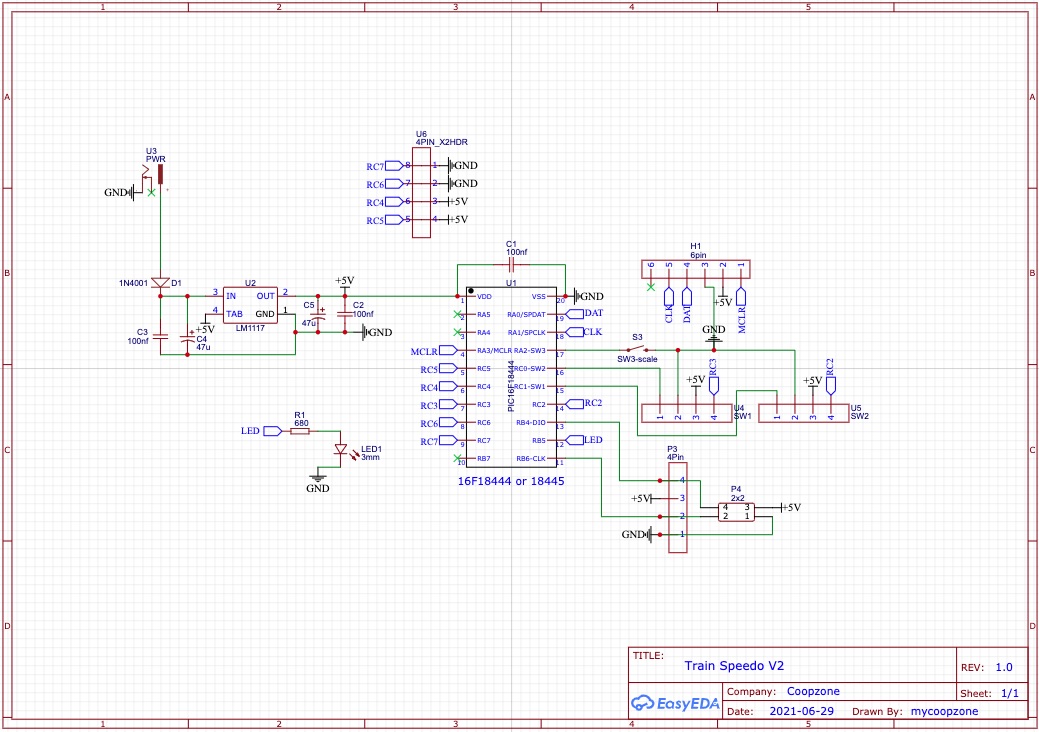 1 2 3 4 5
A A
B B
C C
D D
U3
PWR
GND
U6
4PIN_X2HDR
RC7 8 1 GND
RC6 7 2 GND
RC4 6 3 +5V
RC5 5 4 +5V
1N4001 D1
U2
3 IN OUT 2
4 TAB GND 1
LM1117
+5V
C3
100nf
+5V
C4
47u
C5
47u
C2
100nf
GND
C1
100nf
U1
PIC16F18444
1 VDD VSS 20 GND
2 RA5 RA0/SPDAT 19 DAT
3 RA4 RA1/SPCLK 18 CLK
MCLR 4 RA3/MCLR RA2-SW3 17
RC5 5 RC5 RC0-SW2 16
RC4 6 RC4 RC1-SW1 15
RC3 7 RC3 RC2 14 RC2
RC6 8 RC6 RB4-DIO 13
RC7 9 RC7 RB5 12 LED
10 RB7 RB6-CLK 11
16F18444 or 18445
H1
6pin
6 5 4 3 2 1
CLK
DAT
+5V
MCLR
GND
S3
SW3-scale
+5V
RC3
1 2 3 4
U4
SW1
+5V
RC2
1 2 3 4
U5
SW2
LED
R1
680
LED1
3mm
GND
P3
4Pin
4
+5V 3
2
GND 1
P4
2x2
4 3 +5V
2 1
TITLE:
Train Speedo V2
REV: 1.0
EasyEDA
Company: Coopzone
Sheet: 1/1
Date: 2021-06-29 Drawn By: mycoopzone
1 2 3 4 5